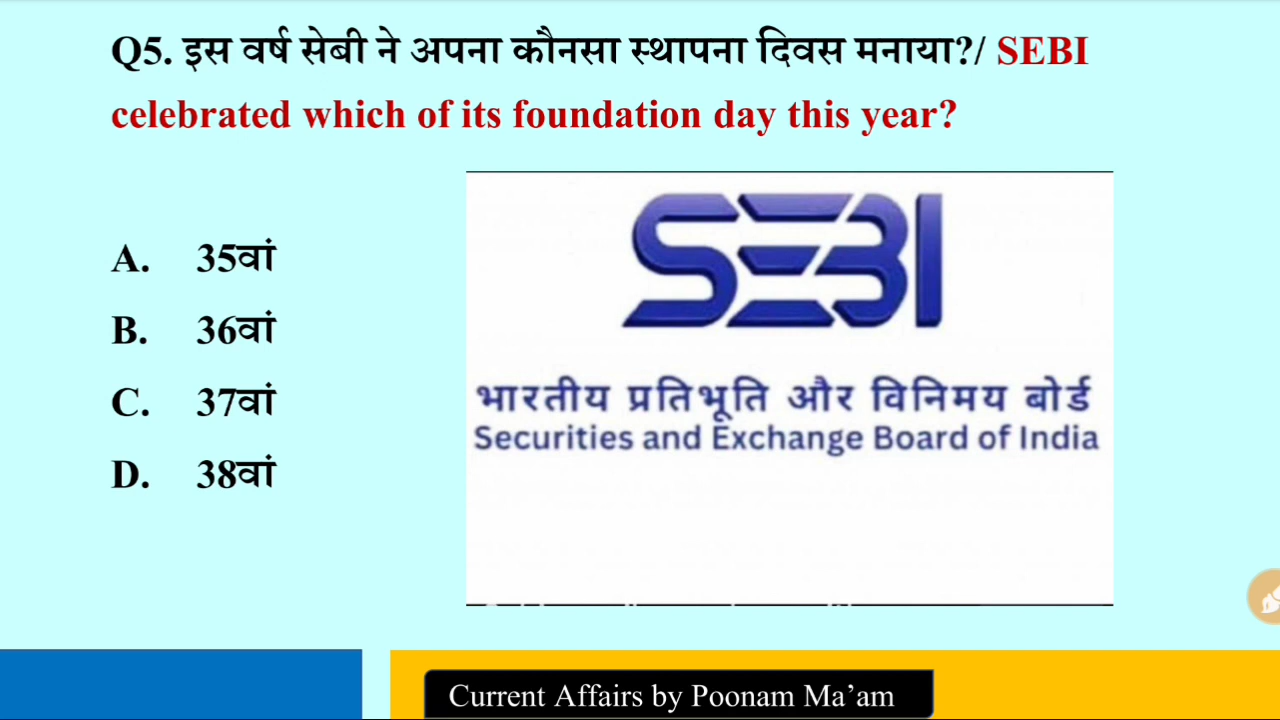 Q5. इस वर्ष सेबी ने अपना कौनसा स्थापना दिवस मनाया?/ SEBI
celebrated which of its foundation day this year?
A. 35वां
B. 36वां
C. 37वां
D. 38वां
SEBI
भारतीय प्रतिभूति और विनिमय बोर्ड
Securities and Exchange Board of India
Current Affairs by Poonam Ma’am